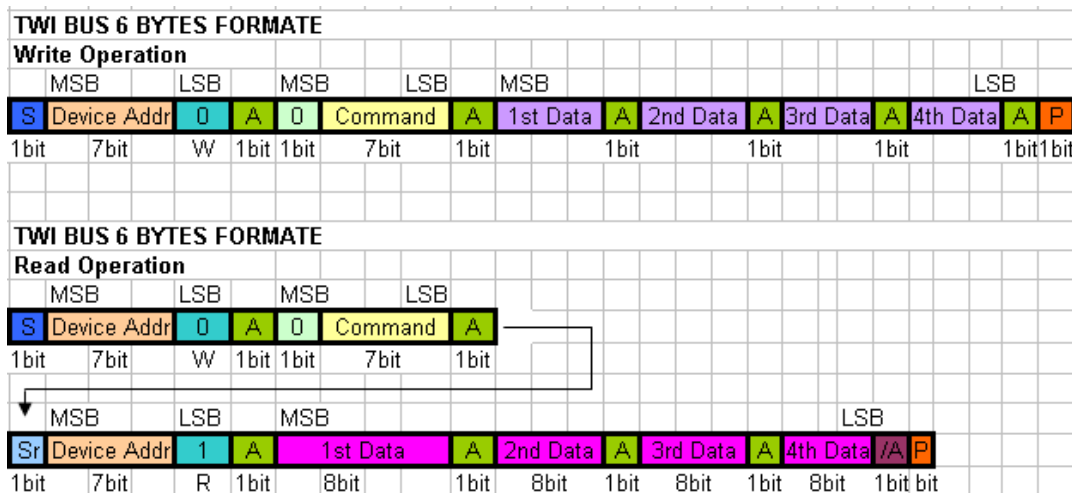 TWI BUS 6 BYTES FORMATE
Write Operation
MSB LSB MSB LSB MSB LSB
S Device Addr 0 A 0 Command A 1st Data A 2nd Data A 3rd Data A 4th Data A P
1bit 7bit W 1bit 1bit 7bit 1bit 1bit 1bit 1bit 1bit 1bit
TWI BUS 6 BYTES FORMATE
Read Operation
MSB LSB MSB LSB
S Device Addr 0 A 0 Command A
1bit 7bit W 1bit 1bit 7bit 1bit
MSB LSB MSB LSB
Sr Device Addr 1 A 1st Data A 2nd Data A 3rd Data A 4th Data /A P
1bit 7bit R 1bit 8bit 1bit 8bit 1bit 8bit 1bit 8bit 1bit bit